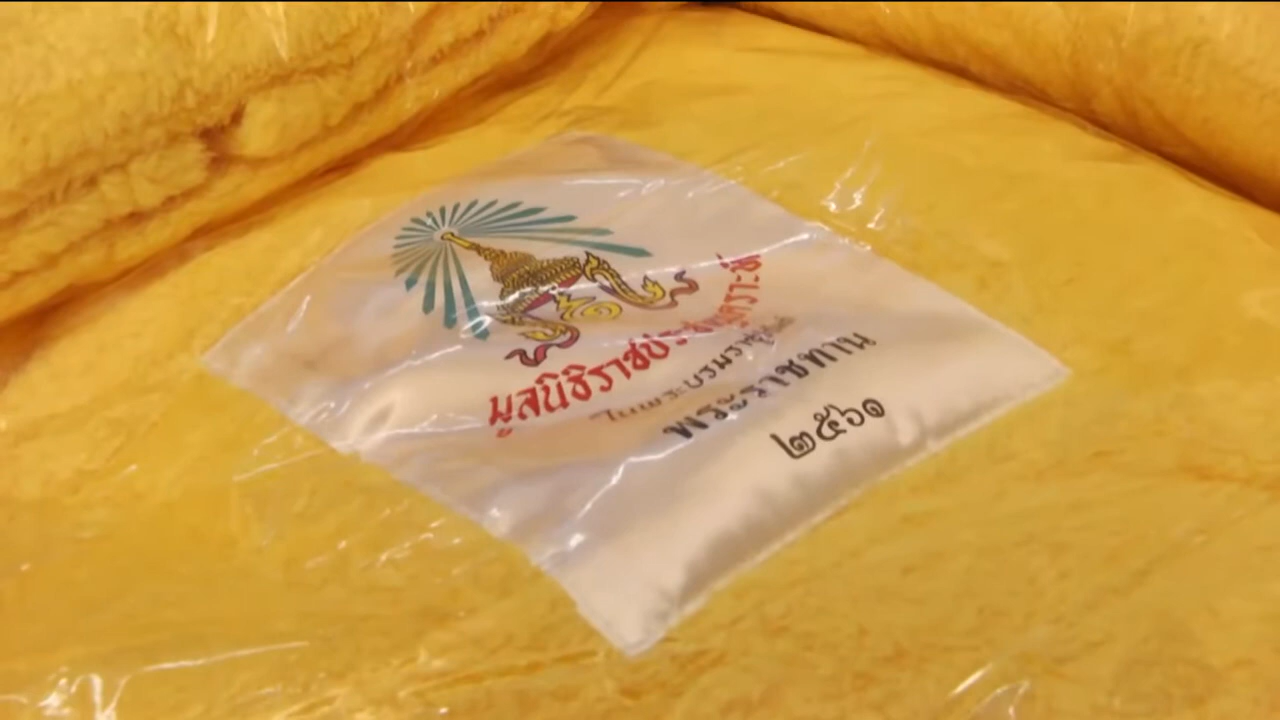 มูลนิธิราชประชานุเคราะห์
ในพระบรมราชูปถัมภ์
พระราชทาน
๒๕๖๑